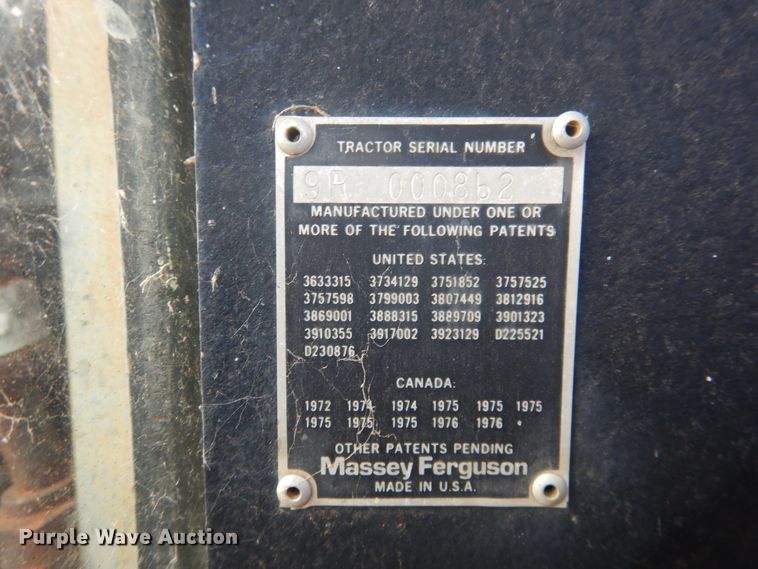 TRACTOR SERIAL NUMBER
9R 000862
MANUFACTURED UNDER ONE OR
MORE OF THE FOLLOWING PATENTS
UNITED STATES:
3633315 3734129 3751852 3757525
3757598 3799003 3807449 3812916
3869001 3888315 3889709 3901323
3910355 3917002 3923129 D225521
D230876
CANADA:
1972 1974 1974 1975 1975 1975
1975 1975 1975 1976 1976 •
OTHER PATENTS PENDING
Massey Ferguson
MADE IN U.S.A.
Purple Wave Auction®